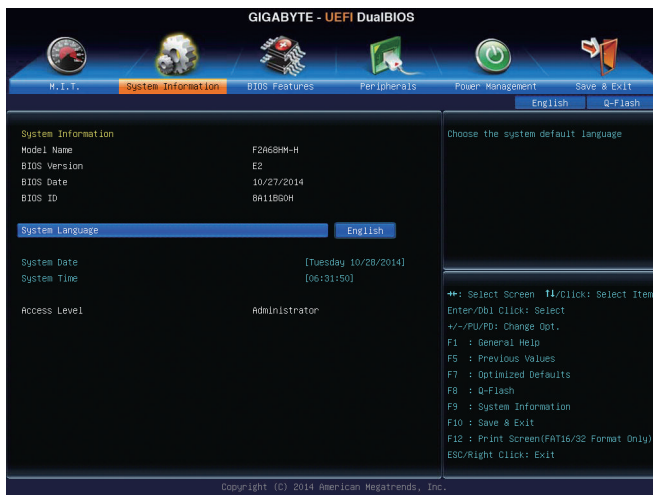 GIGABYTE - UEFI DualBIOS
M.I.T. System Information BIOS Features Peripherals Power Management Save & Exit
English Q-Flash
System Information
Model Name F2A68HM-H
BIOS Version E2
BIOS Date 10/27/2014
BIOS ID 8A11BG0H
System Language English
System Date [Tuesday 10/28/2014]
System Time [06:31:50]
Access Level Administrator
Choose the system default language
→←: Select Screen ↑↓/Click: Select Item
Enter/Dbl Click: Select
+/-/PU/PD: Change Opt.
F1 : General Help
F5 : Previous Values
F7 : Optimized Defaults
F8 : Q-Flash
F9 : System Information
F10 : Save & Exit
F12 : Print Screen(FAT16/32 Format Only)
ESC/Right Click: Exit
Copyright (C) 2014 American Megatrends, Inc.